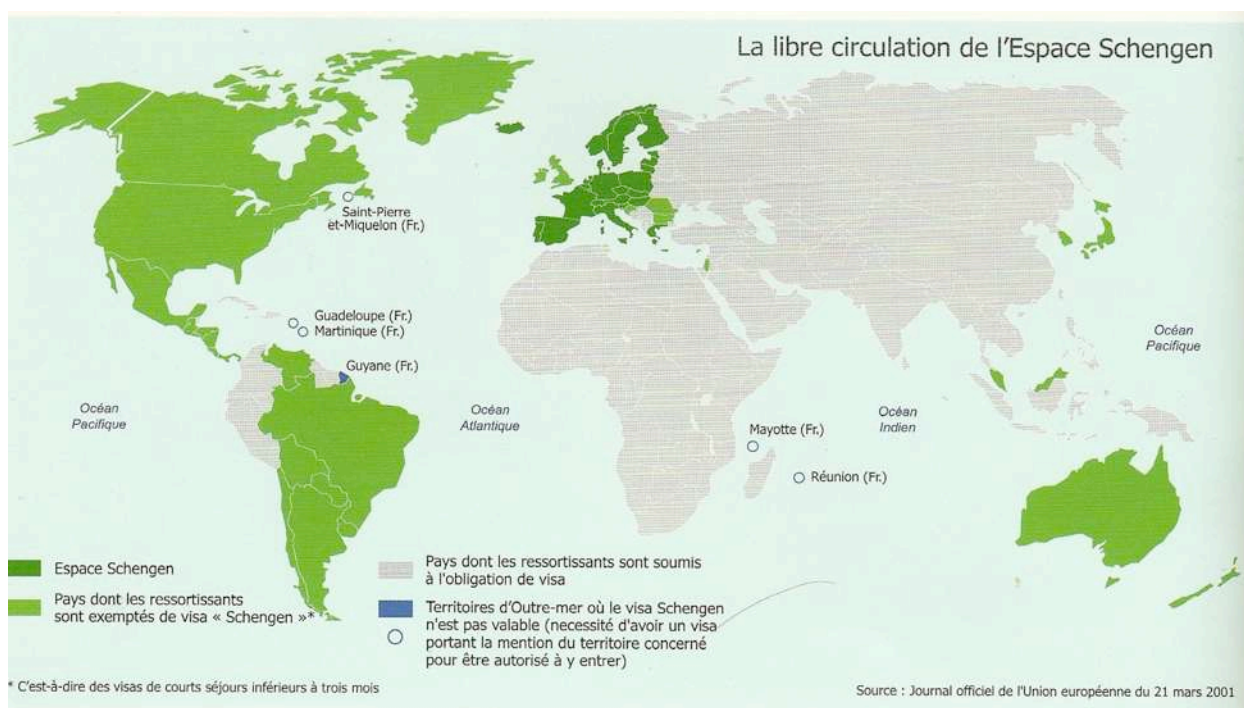 La libre circulation de l'Espace Schengen
Saint-Pierre
et-Miquelon (Fr.)
Guadeloupe (Fr.)
Martinique (Fr.)
Guyane (Fr.)
Océan
Pacifique
Océan
Atlantique
Océan
Indien
Océan
Pacifique
Mayotte (Fr.)
Réunion (Fr.)
Espace Schengen
Pays dont les ressortissants
sont exemptés de visa « Schengen »*
Pays dont les ressortissants sont soumis
à l'obligation de visa
Territoires d'Outre-mer où le visa Schengen
n'est pas valable (necessité d'avoir un visa
portant la mention du territoire concerné
pour être autorisé à y entrer)
* C'est-à-dire des visas de courts séjours inférieurs à trois mois
Source : Journal officiel de l'Union européenne du 21 mars 2001